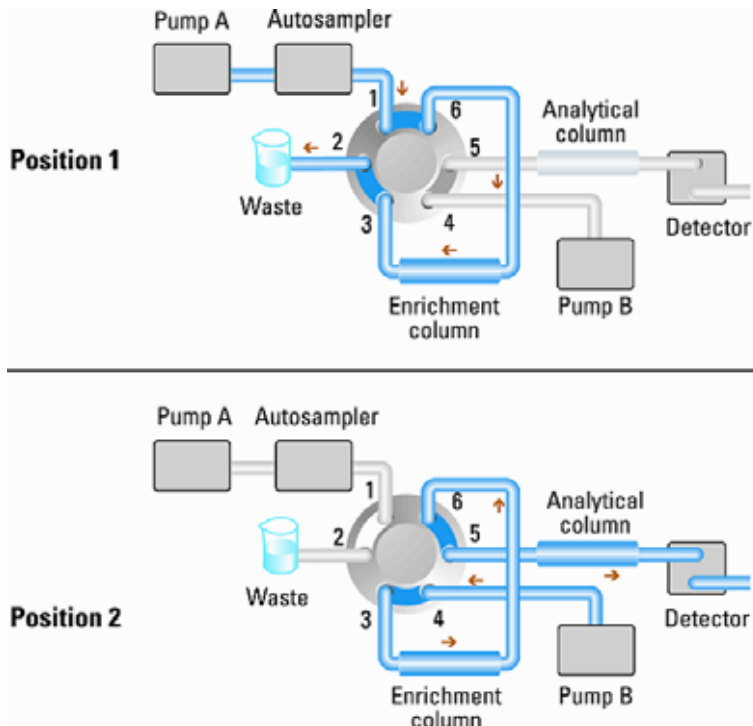 Pump A
Autosampler
1
6
2
5
Analytical
column
Position 1
Waste
3
4
Detector
Enrichment
column
Pump B
Pump A
Autosampler
1
6
Analytical
column
2
5
Waste
Detector
Position 2
3
4
Enrichment
column
Pump B